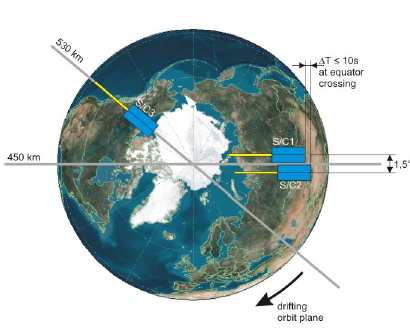 530 km
ΔT ≤ 10s
at equator
crossing
S/C3
S/C1
450 km
1,5°
S/C2
drifting
orbit plane